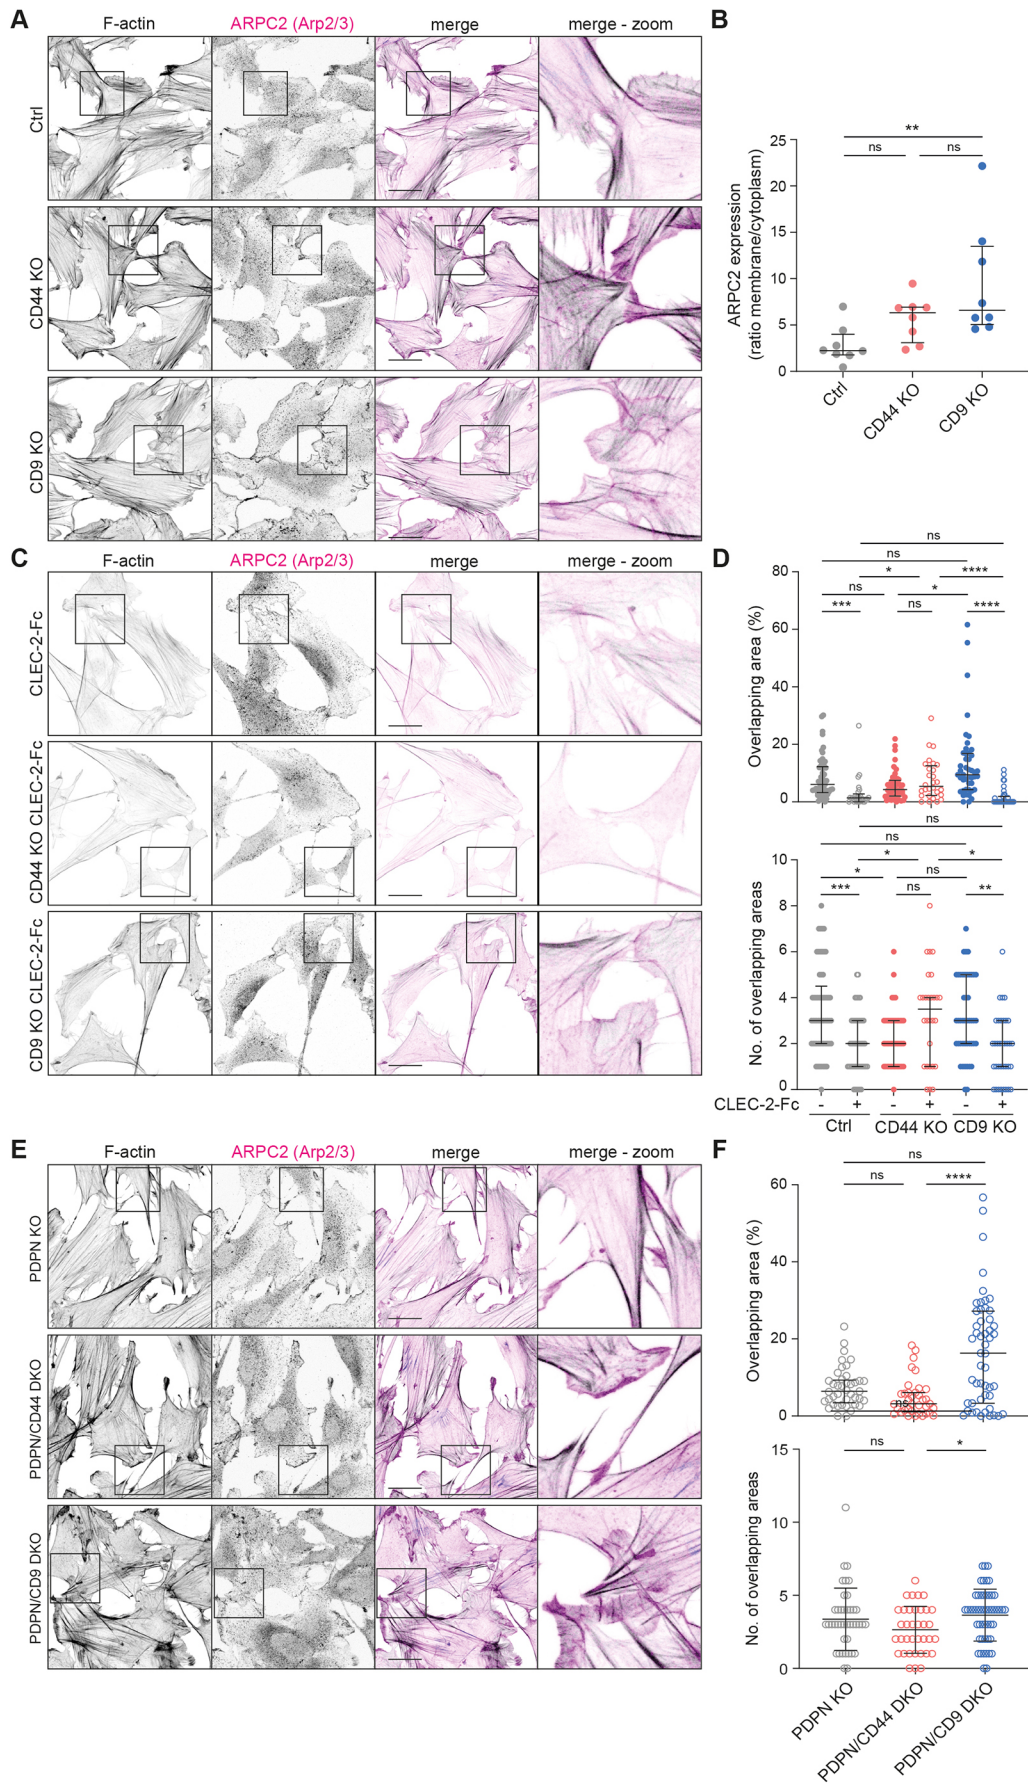 A
F-actin
ARPC2 (Arp2/3)
merge
merge - zoom
Ctrl
CD44 KO
CD9 KO
B
ARPC2 expression
(ratio membrane/cytoplasm)
25
20
15
10
5
0
**
ns
ns
Ctrl
CD44 KO
CD9 KO
C
F-actin
ARPC2 (Arp2/3)
merge
merge - zoom
CLEC-2-Fc
CD44 KO CLEC-2-Fc
CD9 KO CLEC-2-Fc
D
ns
ns
* ****
ns *
*** ns ****
Overlapping area (%)
80
60
40
20
0
ns
ns
* *
* ns
*** ns **
No. of overlapping areas
10
8
6
4
2
0
CLEC-2-Fc - + - + - +
Ctrl CD44 KO CD9 KO
E
F-actin
ARPC2 (Arp2/3)
merge
merge - zoom
PDPN KO
PDPN/CD44 DKO
PDPN/CD9 DKO
F
ns
ns ****
Overlapping area (%)
60
40
20
0
ns
ns *
No. of overlapping areas
15
10
5
0
PDPN KO
PDPN/CD44 DKO
PDPN/CD9 DKO